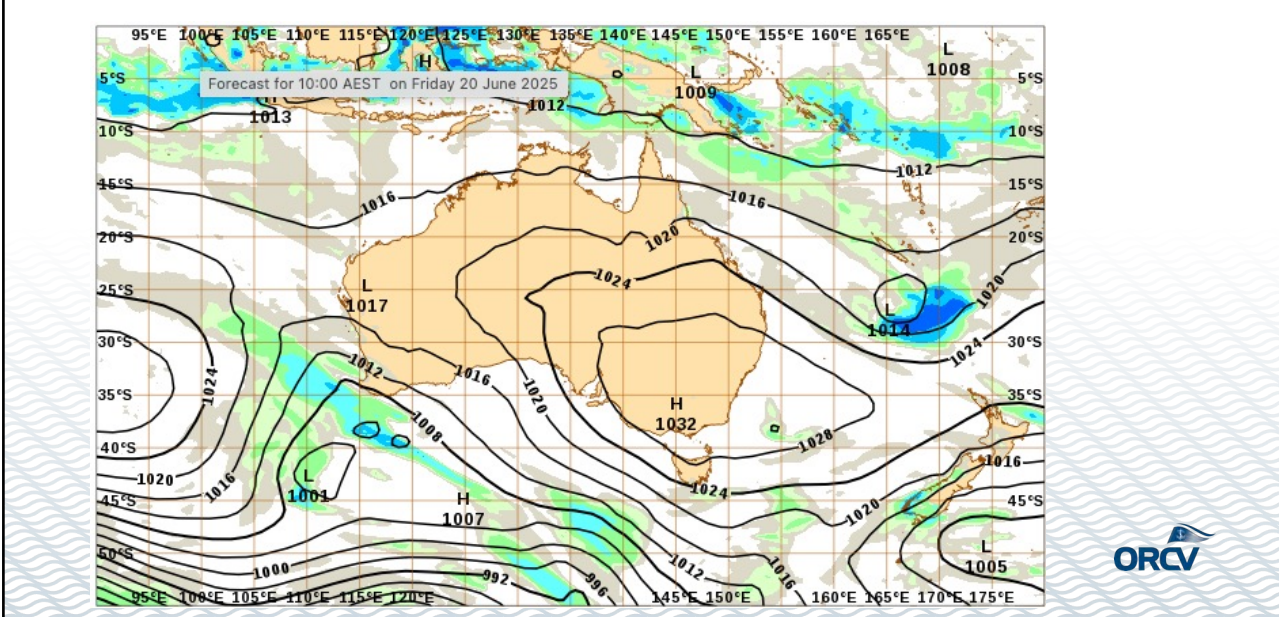 95°E 100°E 105°E 110°E 115°E 120°E 125°E 130°E 135°E 140°E 145°E 150°E 155°E 160°E 165°E
L
1008
H
L
1009
5°S 5°S
Forecast for 10:00 AEST on Friday 20 June 2025
1012
H
1013
10°S 10°S
1012
15°S 15°S
1016 1016
20°S 20°S
1020
1024
1020
25°S 25°S
L
1017
L
1014
30°S 30°S
1024
1012
1016
1024
1020
35°S 35°S
H
1032
1008
1028
40°S 40°S
1016
L
1001
1020
1016
1024
45°S 45°S
H
1007
1020
50°S
L
1005
1000
992
996
1012
1016
95°E 100°E 105°E 110°E 115°E 120°E 145°E 150°E 160°E 165°E 170°E 175°E
ORCV